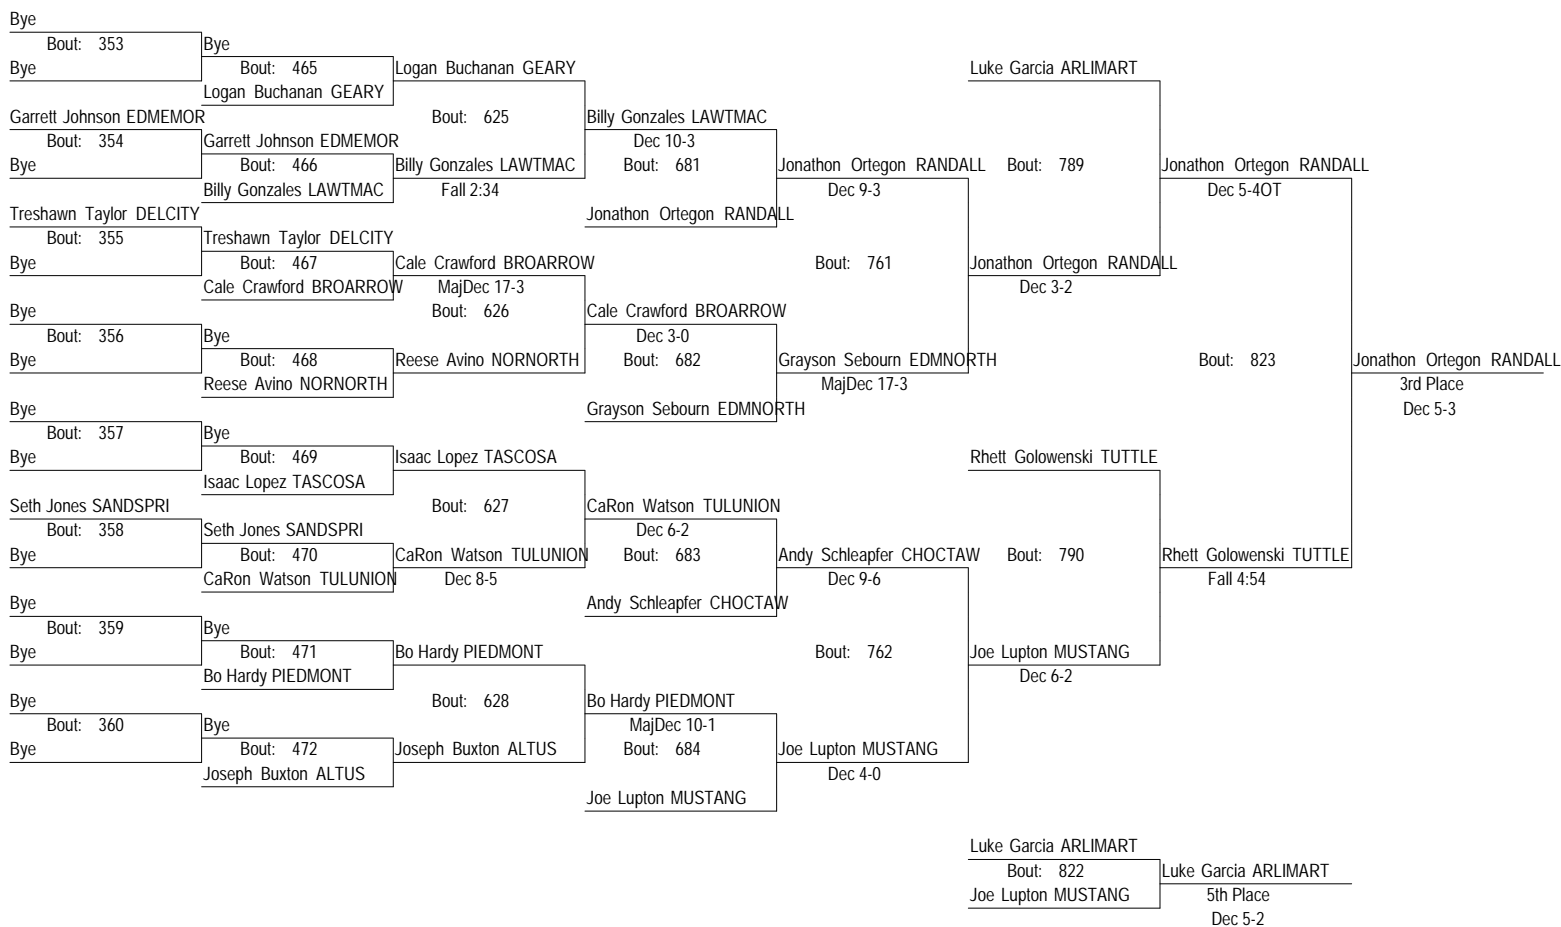 Bye
Bout: 353 Bye
Bye Bout: 465 Logan Buchanan GEARY Luke Garcia ARLIMART
Logan Buchanan GEARY
Garrett Johnson EDMEMOR Bout: 625 Billy Gonzales LAWTMAC
Bout: 354 Garrett Johnson EDMEMOR Dec 10-3
Bye Bout: 466 Billy Gonzales LAWTMAC Bout: 681 Jonathon Ortegon RANDALL Bout: 789 Jonathon Ortegon RANDALL
Billy Gonzales LAWTMAC Fall 2:34 Dec 9-3 Dec 5-4OT
Treshawn Taylor DELCITY Jonathon Ortegon RANDALL
Bout: 355 Treshawn Taylor DELCITY
Bye Bout: 467 Cale Crawford BROARROW Bout: 761 Jonathon Ortegon RANDALL
Cale Crawford BROARROW MajDec 17-3 Dec 3-2
Bye Bout: 626 Cale Crawford BROARROW
Bout: 356 Bye Dec 3-0
Bye Bout: 468 Reese Avino NORNORTH Bout: 682 Grayson Sebourn EDMNORTH Bout: 823 Jonathon Ortegon RANDALL
Reese Avino NORNORTH MajDec 17-3 3rd Place
Bye Grayson Sebourn EDMNORTH Dec 5-3
Bout: 357 Bye
Bye Bout: 469 Isaac Lopez TASCOSA Rhett Golowenski TUTTLE
Isaac Lopez TASCOSA
Seth Jones SANDSPRI Bout: 627 CaRon Watson TULUNION
Bout: 358 Seth Jones SANDSPRI Dec 6-2
Bye Bout: 470 CaRon Watson TULUNION Bout: 683 Andy Schleapfer CHOCTAW Bout: 790 Rhett Golowenski TUTTLE
CaRon Watson TULUNION Dec 8-5 Dec 9-6 Fall 4:54
Bye Andy Schleapfer CHOCTAW
Bout: 359 Bye
Bye Bout: 471 Bo Hardy PIEDMONT Bout: 762 Joe Lupton MUSTANG
Bo Hardy PIEDMONT Dec 6-2
Bye Bout: 628 Bo Hardy PIEDMONT
Bout: 360 Bye MajDec 10-1
Bye Bout: 472 Joseph Buxton ALTUS Bout: 684 Joe Lupton MUSTANG
Joseph Buxton ALTUS Dec 4-0
Joe Lupton MUSTANG
Luke Garcia ARLIMART
Bout: 822 Luke Garcia ARLIMART
Joe Lupton MUSTANG 5th Place
Dec 5-2